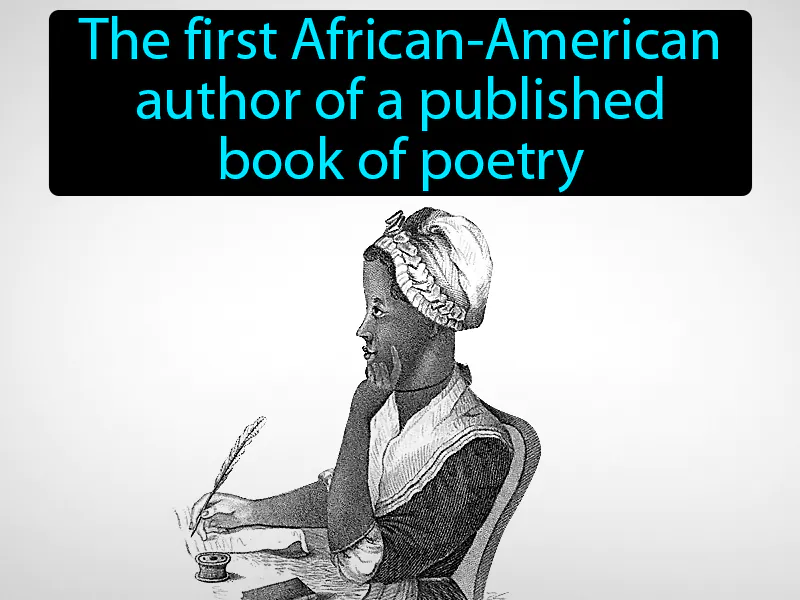 The first African-American
author of a published
book of poetry